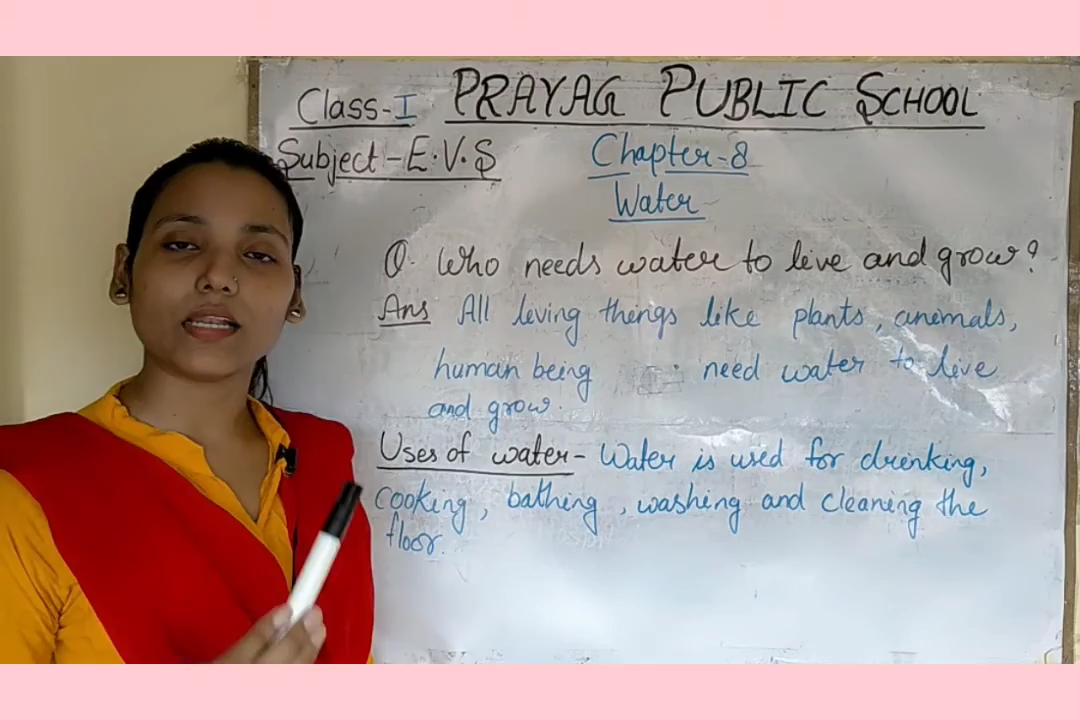 Class-I PRAYAG PUBLIC SCHOOL
Subject-E.V.S Chapter-8
Water
Q. Who needs water to live and grow?
Ans All living things like plants, animals,
human being need water to live
and grow.
Uses of water- Water is used for drinking,
cooking, bathing, washing and cleaning the
floor.